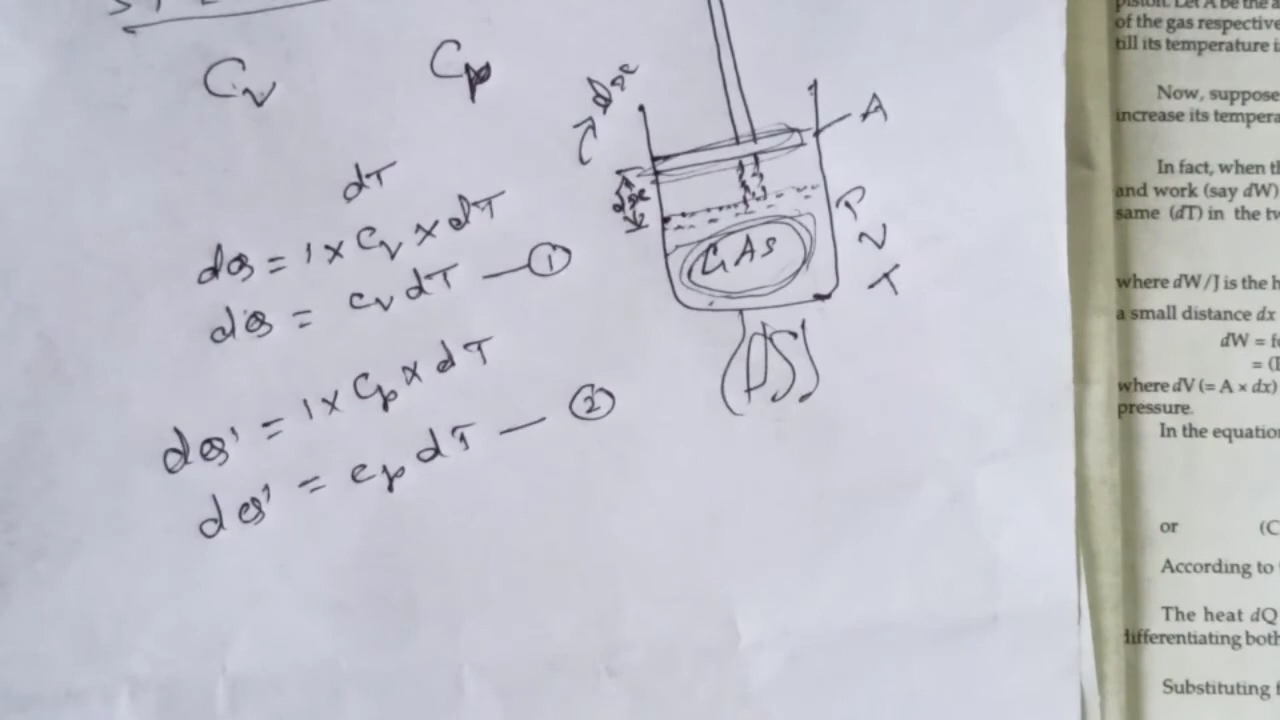 Cv
Cp
dT
dQ = 1 × Cv × dT
dQ = cv dT — ①
dQ' = 1 × Cp × dT
dQ' = cp dT — ②
dx
dx
A
P
V
T
GAS
of the gas respective
till its temperature i
Now, suppose
increase its tempera
In fact, when t
and work (say dW)
same (dT) in the tw
where dW/J is the h
a small distance dx
dW = f
= (
where dV (= A × dx)
pressure.
In the equation
or (C
According to
The heat dQ
differentiating both
Substituting f